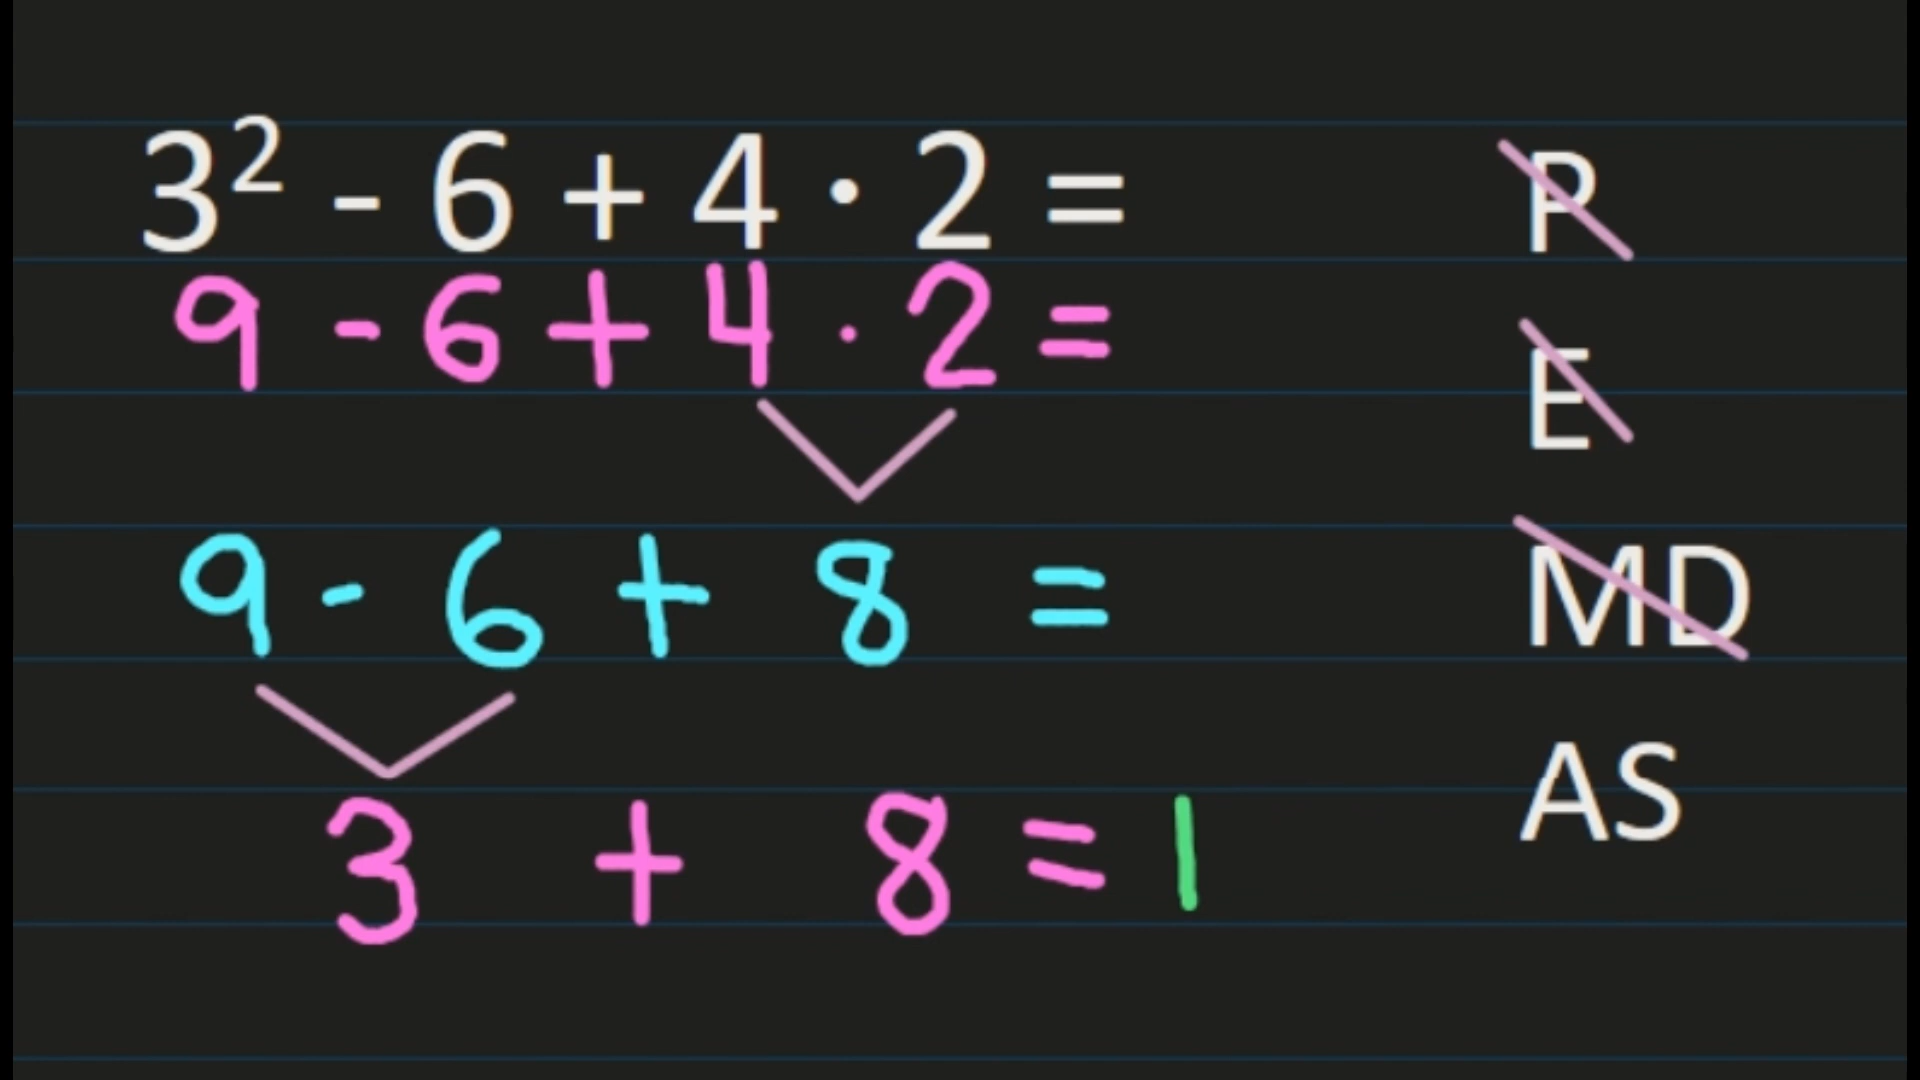 3² - 6 + 4 · 2 =
9 - 6 + 4 · 2 =
9 - 6 + 8 =
3 + 8 = 1
P
E
MD
AS